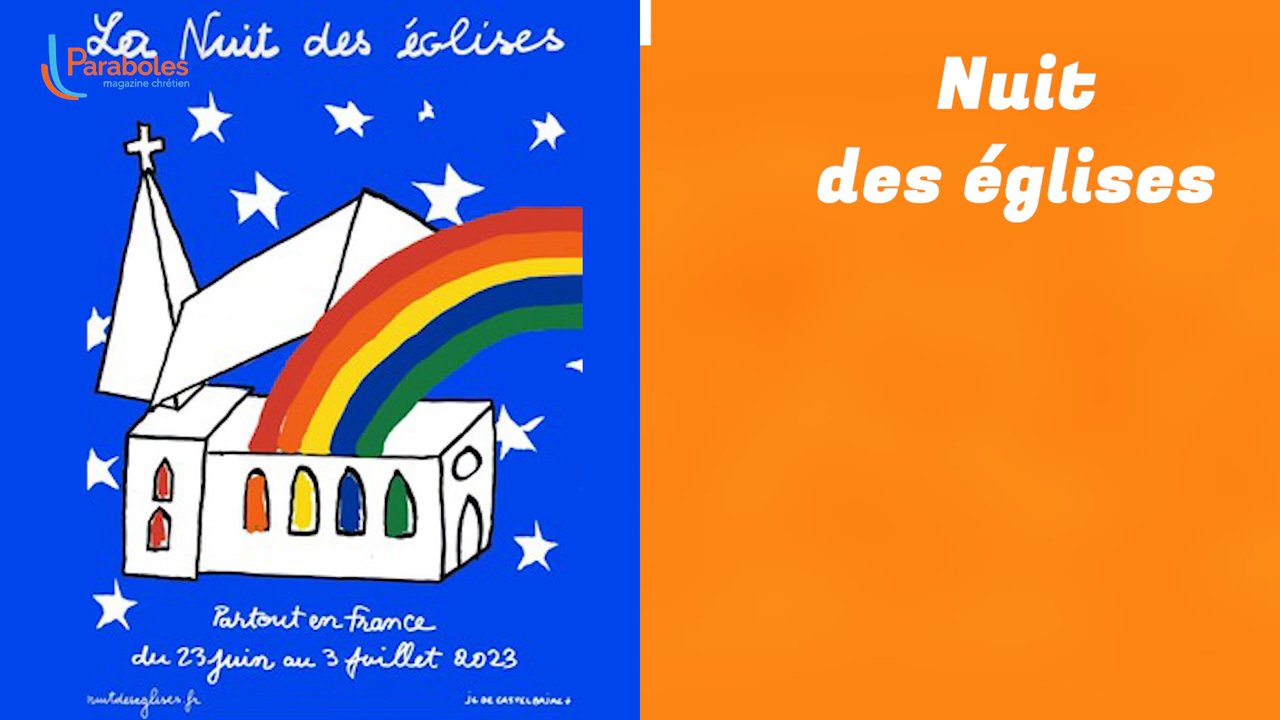 La Nuit des églises
Paraboles
magazine chrétien
Partout en france
du 23 juin au 3 juillet 2023
nuitdeseglises.fr
JC DE CASTELBAJAC +
Nuit
des églises